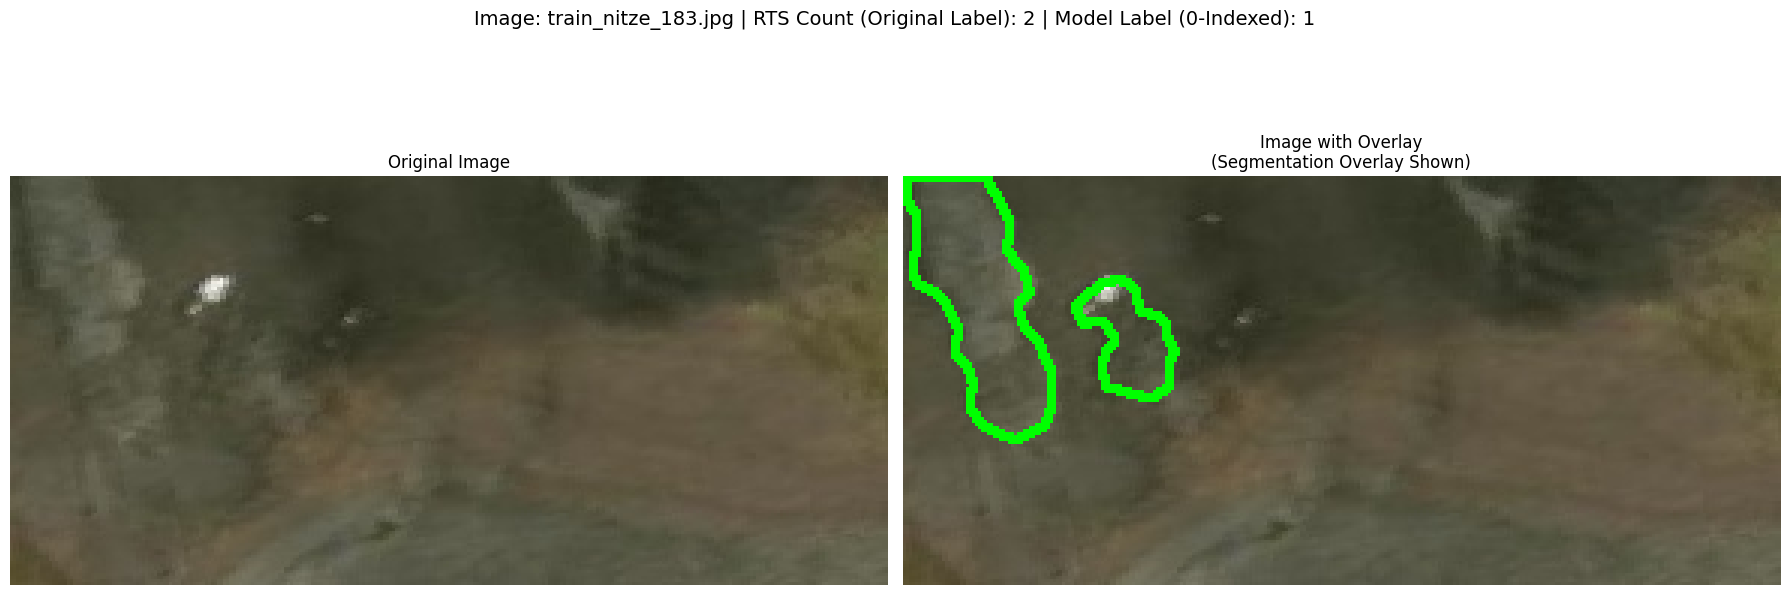 Image: train_nitze_183.jpg | RTS Count (Original Label): 2 | Model Label (0-Indexed): 1
Original Image
Image with Overlay
(Segmentation Overlay Shown)